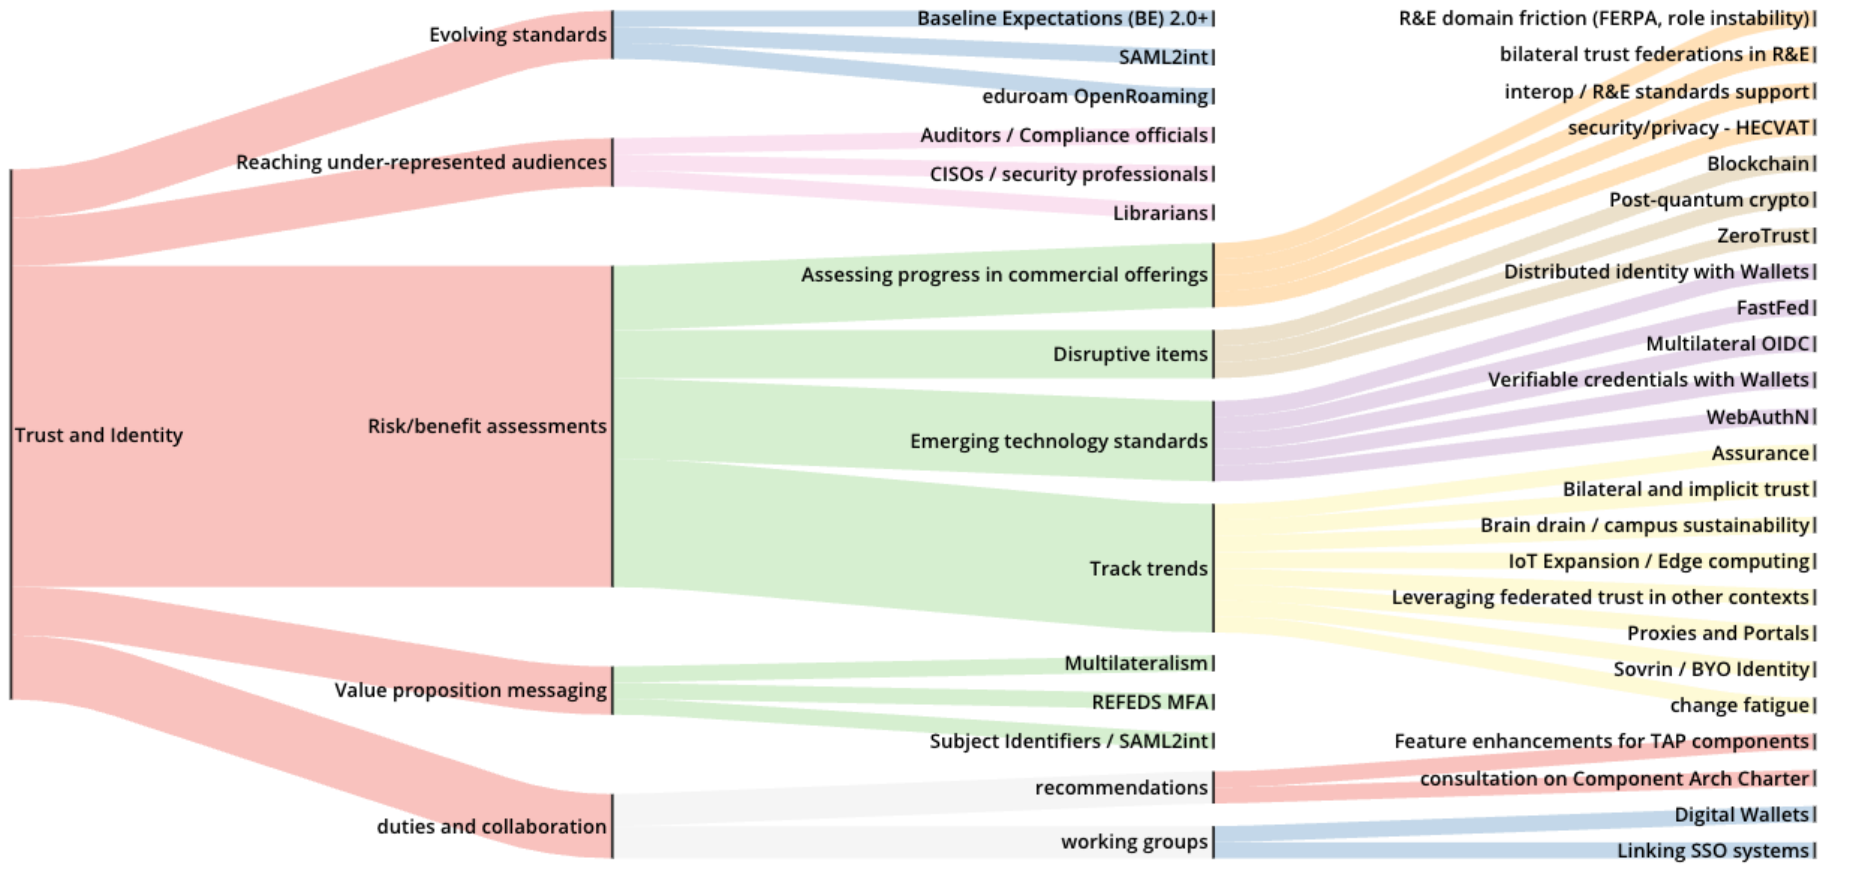 Trust and Identity
Evolving standards
Reaching under-represented audiences
Risk/benefit assessments
Value proposition messaging
duties and collaboration
Baseline Expectations (BE) 2.0+
SAML2int
eduroam OpenRoaming
Auditors / Compliance officials
CISOs / security professionals
Librarians
Assessing progress in commercial offerings
Disruptive items
Emerging technology standards
Track trends
Multilateralism
REFEDS MFA
Subject Identifiers / SAML2int
recommendations
working groups
R&E domain friction (FERPA, role instability)
bilateral trust federations in R&E
interop / R&E standards support
security/privacy - HECVAT
Blockchain
Post-quantum crypto
ZeroTrust
Distributed identity with Wallets
FastFed
Multilateral OIDC
Verifiable credentials with Wallets
WebAuthN
Assurance
Bilateral and implicit trust
Brain drain / campus sustainability
IoT Expansion / Edge computing
Leveraging federated trust in other contexts
Proxies and Portals
Sovrin / BYO Identity
change fatigue
Feature enhancements for TAP components
consultation on Component Arch Charter
Digital Wallets
Linking SSO systems